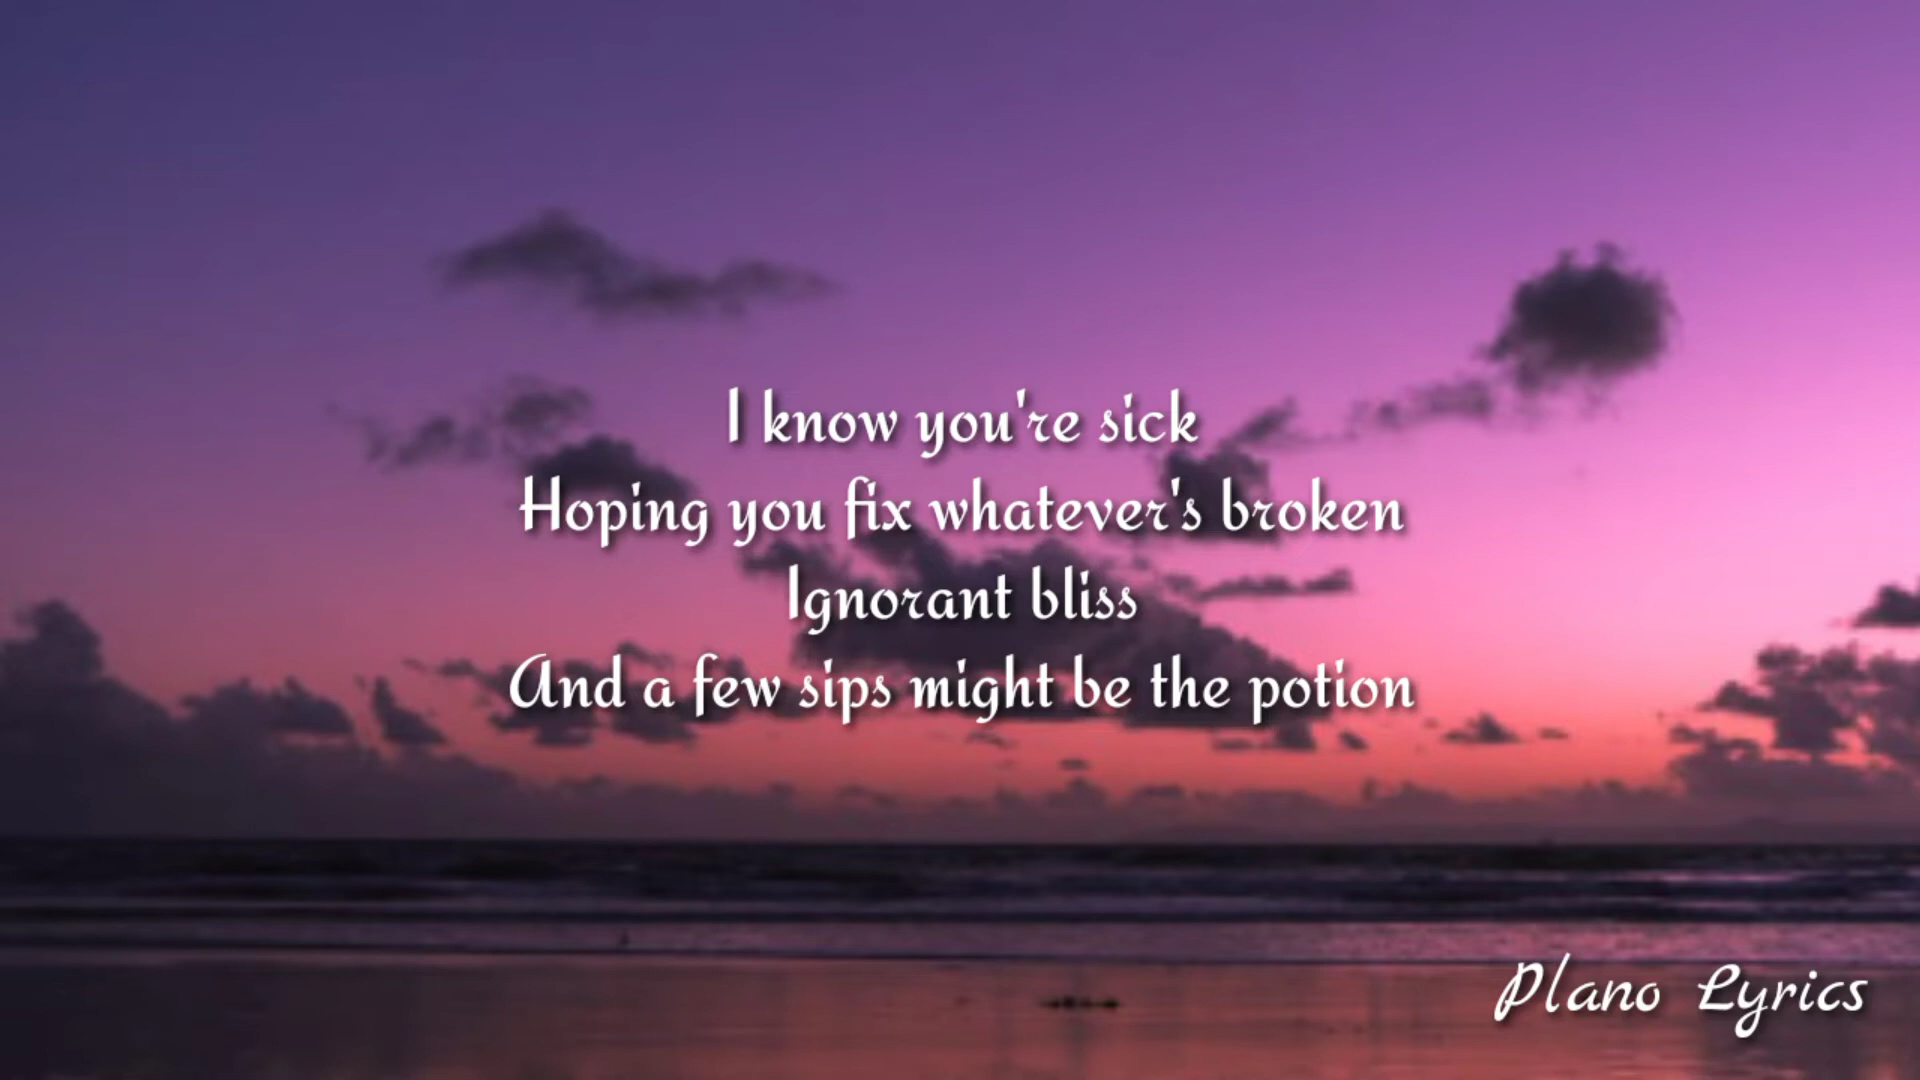 I know you're sick
Hoping you fix whatever's broken
Ignorant bliss
And a few sips might be the potion
Plano Lyrics